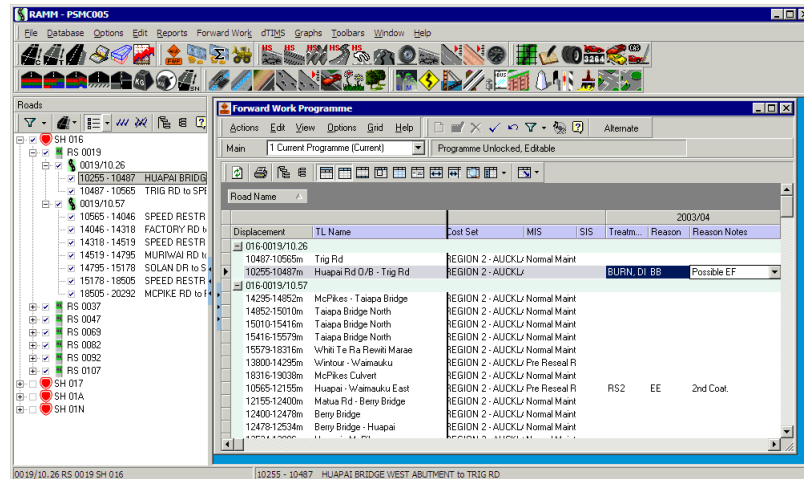 RAMM - PSMC005
File Database Options Edit Reports Forward Work dTIMS Graphs Toolbars Window Help
Roads
SH 016
RS 0019
0019/10.26
10255 - 10487 HUAPAI BRIDG
10487 - 10565 TRIG RD to SPE
0019/10.57
10565 - 14046 SPEED RESTR
14046 - 14318 FACTORY RD to
14318 - 14519 SPEED RESTR
14519 - 14795 MURIWAI RD to
14795 - 15178 SOLAN DR to S
15178 - 18505 SPEED RESTR
18505 - 20292 MCPIKE RD to
RS 0037
RS 0047
RS 0069
RS 0082
RS 0092
RS 0107
SH 017
SH 01A
SH 01N
Forward Work Programme
Actions Edit View Options Grid Help Alternate
Main 1 Current Programme (Current) Programme Unlocked, Editable
Road Name
2003/04
Displacement TL Name Cost Set MIS SIS Treatm... Reason Reason Notes
016-0019/10.26
10487-10565m Trig Rd REGION 2 - AUCKL Normal Maint
10255-10487m Huapai Rd O/B - Trig Rd REGION 2 - AUCKL BURN, DI BB Possible EF
016-0019/10.57
14295-14852m McPikes - Taiapa Bridge REGION 2 - AUCKL Normal Maint
14852-15010m Taiapa Bridge North REGION 2 - AUCKL Normal Maint
15010-15416m Taiapa Bridge North REGION 2 - AUCKL Normal Maint
15416-15579m Taiapa Bridge North REGION 2 - AUCKL Normal Maint
15579-18316m Whiti Te Ra Rewiti Marae REGION 2 - AUCKL Normal Maint
13800-14295m Wintour - Waimauku REGION 2 - AUCKL Pre Reseal R
18316-19038m McPikes Culvert REGION 2 - AUCKL Normal Maint
10565-12155m Huapai - Waimauku East REGION 2 - AUCKL Pre Reseal R RS2 EE 2nd Coat.
12155-12400m Matua Rd - Berry Bridge REGION 2 - AUCKL Normal Maint
12400-12478m Berry Bridge REGION 2 - AUCKL Normal Maint
12478-12534m Berry Bridge - Huapai REGION 2 - AUCKL Normal Maint
0019/10.26 RS 0019 SH 016 10255 - 10487 HUAPAI BRIDGE WEST ABUTMENT to TRIG RD